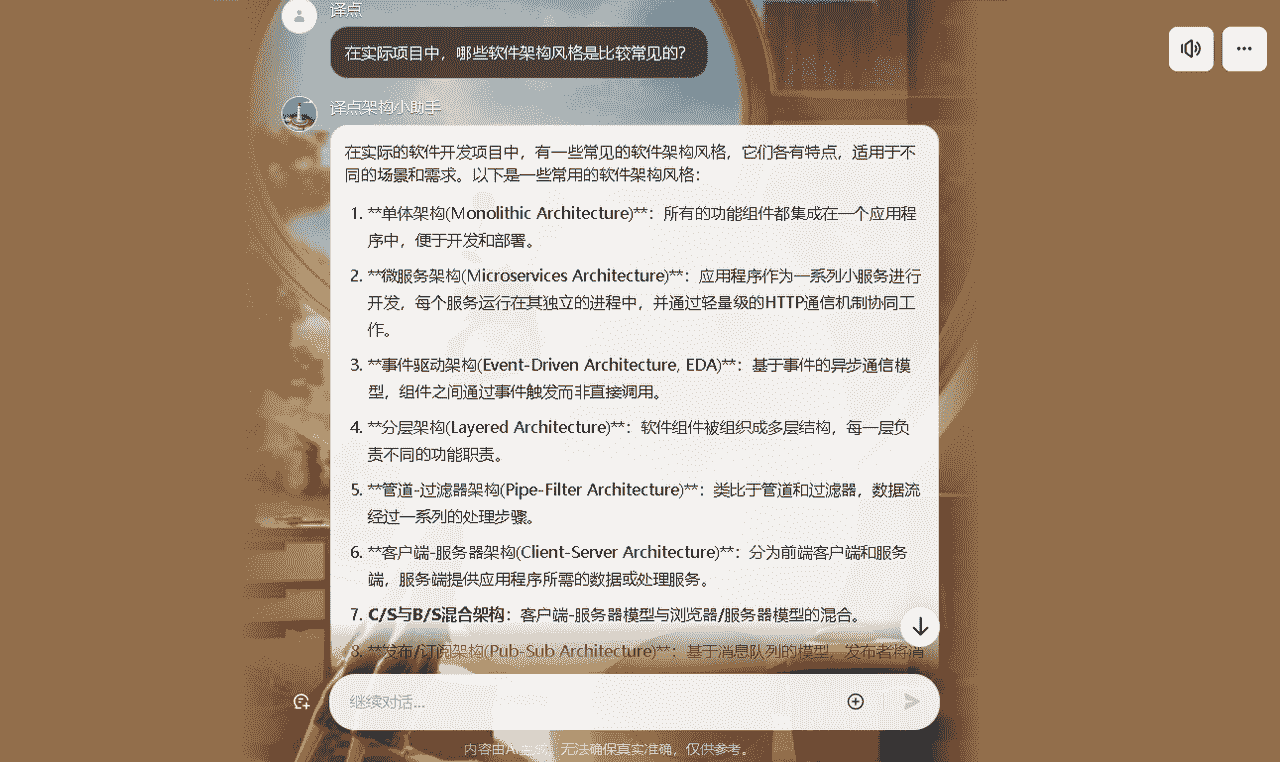 译点
在实际项目中，哪些软件架构风格是比较常见的？
译点架构小助手
在实际的软件开发项目中，有一些常见的软件架构风格，它们各有特点，适用于不
同的场景和需求。以下是一些常用的软件架构风格：
1. **单体架构(Monolithic Architecture)**：所有的功能组件都集成在一个应用程
序中，便于开发和部署。
2. **微服务架构(Microservices Architecture)**：应用程序作为一系列小服务进行
开发，每个服务运行在其独立的进程中，并通过轻量级的HTTP通信机制协同工
作。
3. **事件驱动架构(Event-Driven Architecture, EDA)**：基于事件的异步通信模
型，组件之间通过事件触发而非直接调用。
4. **分层架构(Layered Architecture)**：软件组件被组织成多层结构，每一层负
责不同的功能职责。
5. **管道-过滤器架构(Pipe-Filter Architecture)**：类比于管道和过滤器，数据流
经过一系列的处理步骤。
6. **客户端-服务器架构(Client-Server Architecture)**：分为前端客户端和服务
端，服务端提供应用程序所需的数据或处理服务。
7. C/S与B/S混合架构：客户端-服务器模型与浏览器/服务器模型的混合。
8. **发布/订阅架构(Pub-Sub Architecture)**：基于消息队列的模型，发布者将消
继续对话...
内容由AI生成，无法确保真实准确，仅供参考。